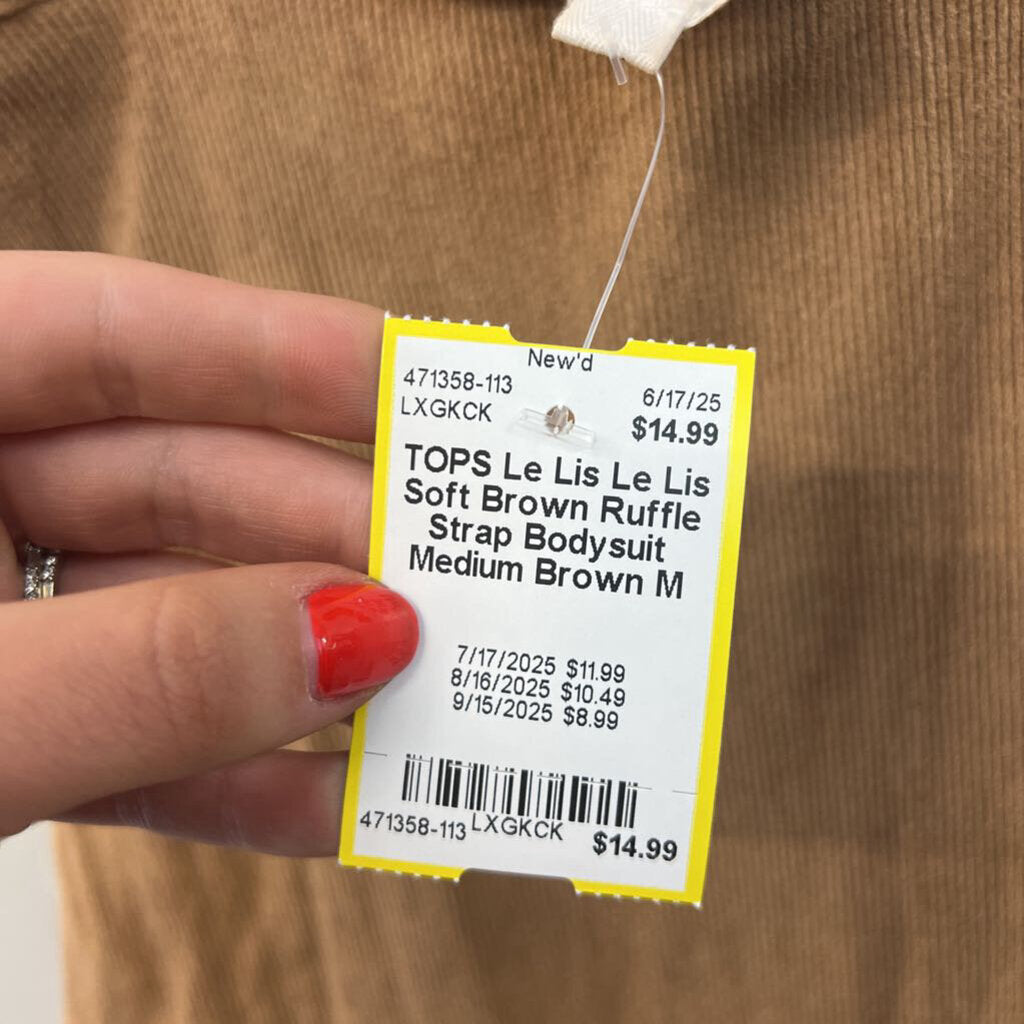 New'd
471358-113
6/17/25
LXGKCK
$14.99
TOPS Le Lis Le Lis
Soft Brown Ruffle
Strap Bodysuit
Medium Brown M
7/17/2025 $11.99
8/16/2025 $10.49
9/15/2025 $8.99
471358-113 LXGKCK $14.99